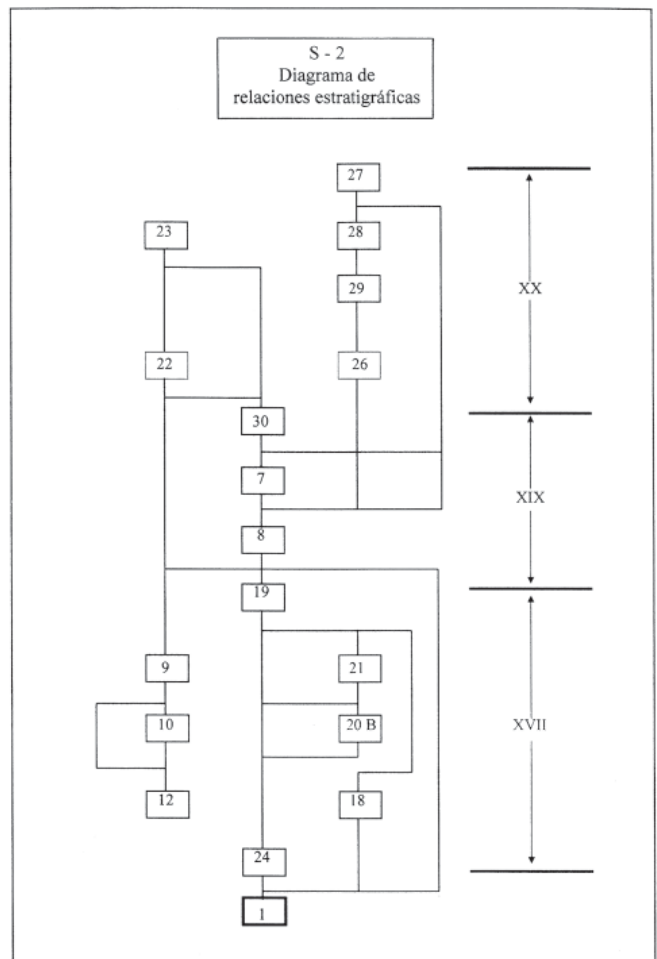 S - 2
Diagrama de
relaciones estratigráficas
27
23
28
29
XX
22
26
30
7
XIX
8
19
9
21
10
20 B
XVII
12
18
24
1